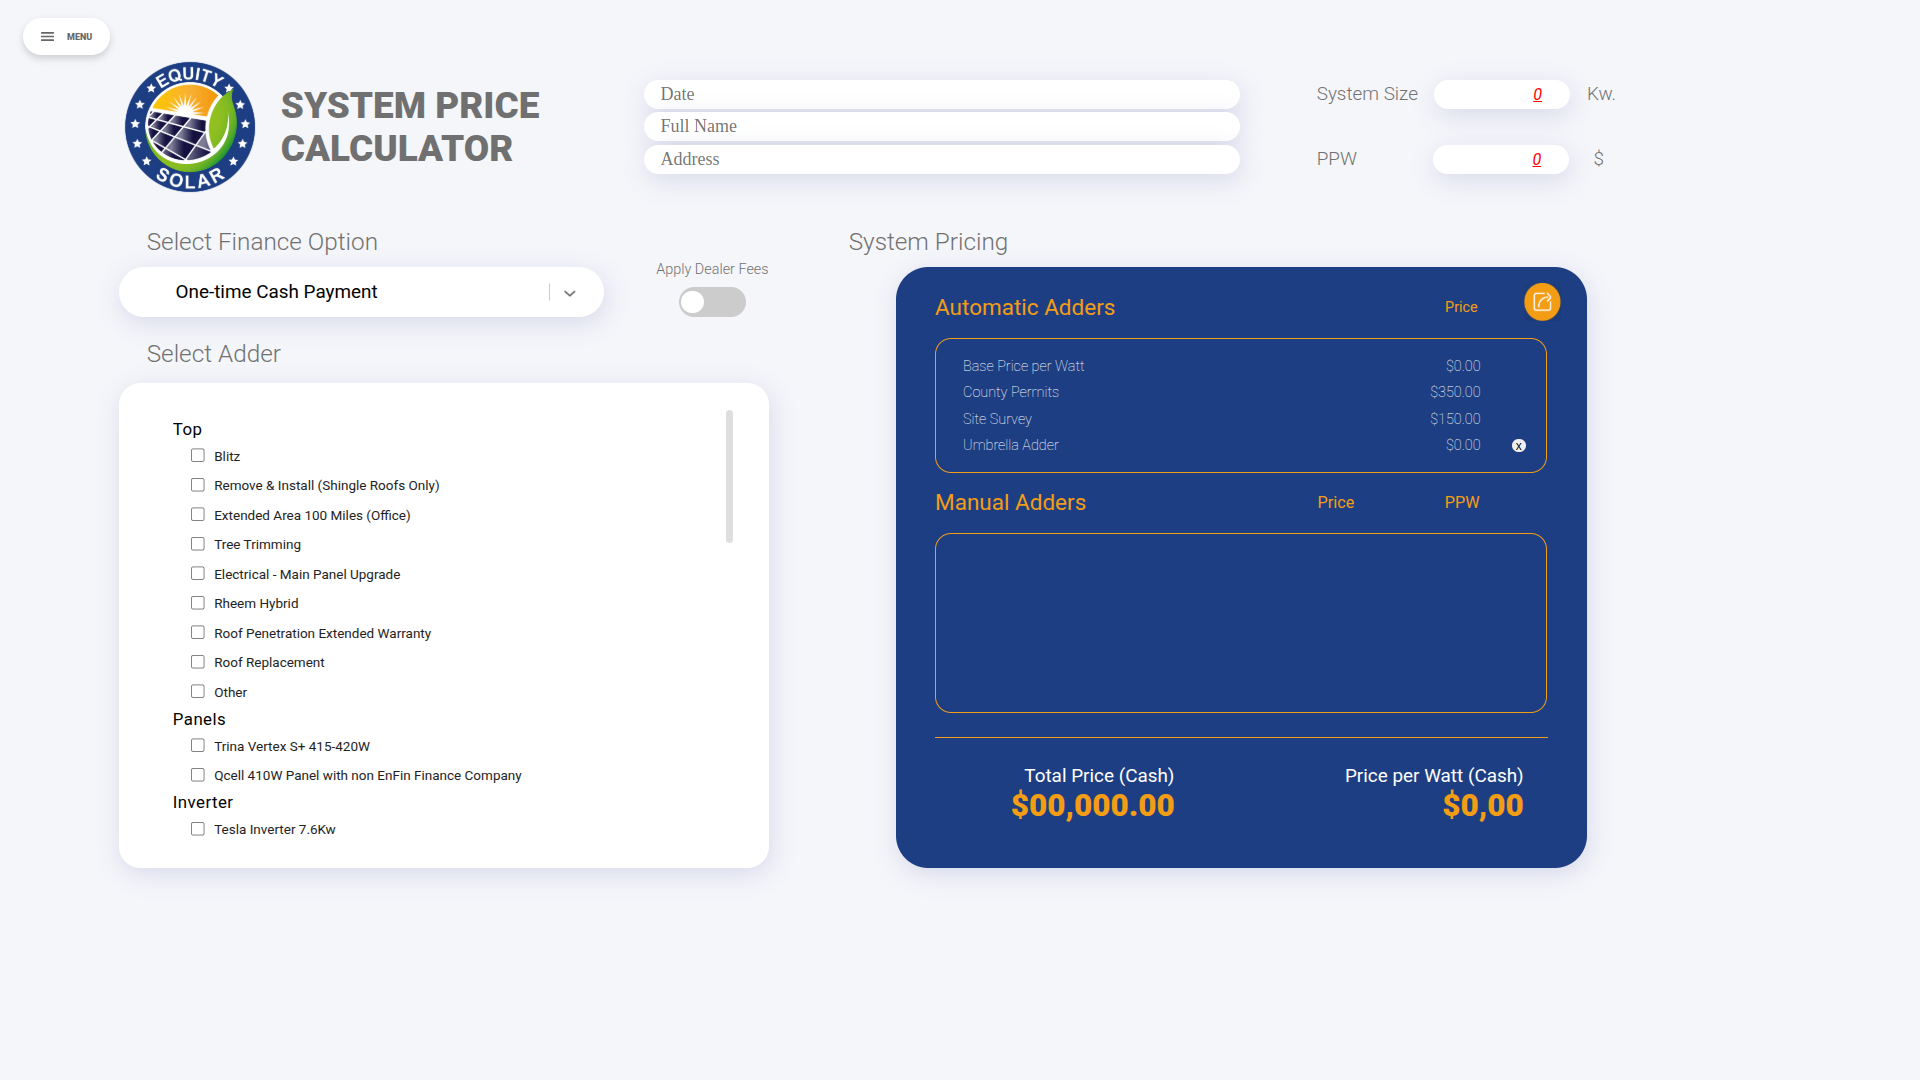 MENU
EQUITY
SOLAR
SYSTEM PRICE
CALCULATOR
Date
Full Name
Address
System Size 0 Kw.
PPW 0 $
Select Finance Option
One-time Cash Payment
Apply Dealer Fees
Select Adder
Top
Blitz
Remove & Install (Shingle Roofs Only)
Extended Area 100 Miles (Office)
Tree Trimming
Electrical - Main Panel Upgrade
Rheem Hybrid
Roof Penetration Extended Warranty
Roof Replacement
Other
Panels
Trina Vertex S+ 415-420W
Qcell 410W Panel with non EnFin Finance Company
Inverter
Tesla Inverter 7.6Kw
System Pricing
Automatic Adders Price
Base Price per Watt $0.00
County Permits $350.00
Site Survey $150.00
Umbrella Adder $0.00 x
Manual Adders Price PPW
Total Price (Cash) Price per Watt (Cash)
$00,000.00 $0,00